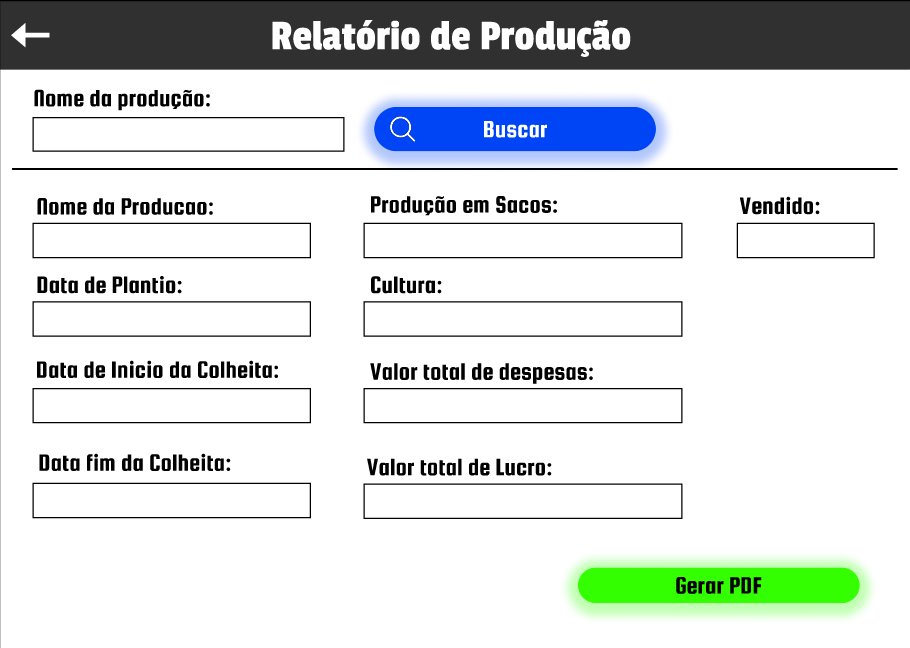 Relatório de Produção
Nome da produção:
Buscar
Nome da Producao:
Produção em Sacos:
Vendido:
Data de Plantio:
Cultura:
Data de Inicio da Colheita:
Valor total de despesas:
Data fim da Colheita:
Valor total de Lucro:
Gerar PDF